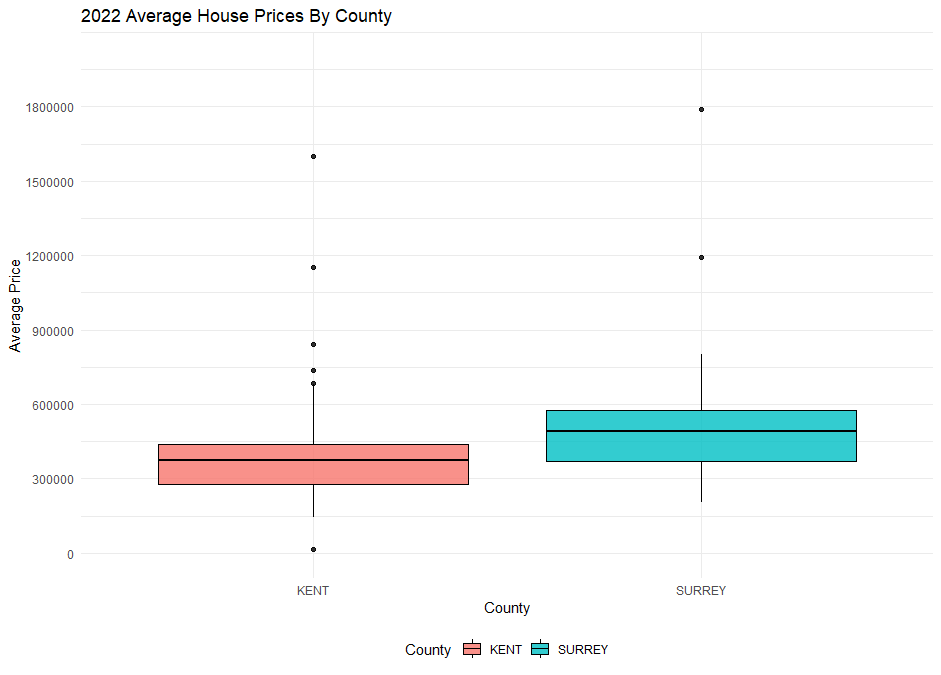 2022 Average House Prices By County
Average Price
1800000
1500000
1200000
900000
600000
300000
0
KENT SURREY
County
County KENT SURREY